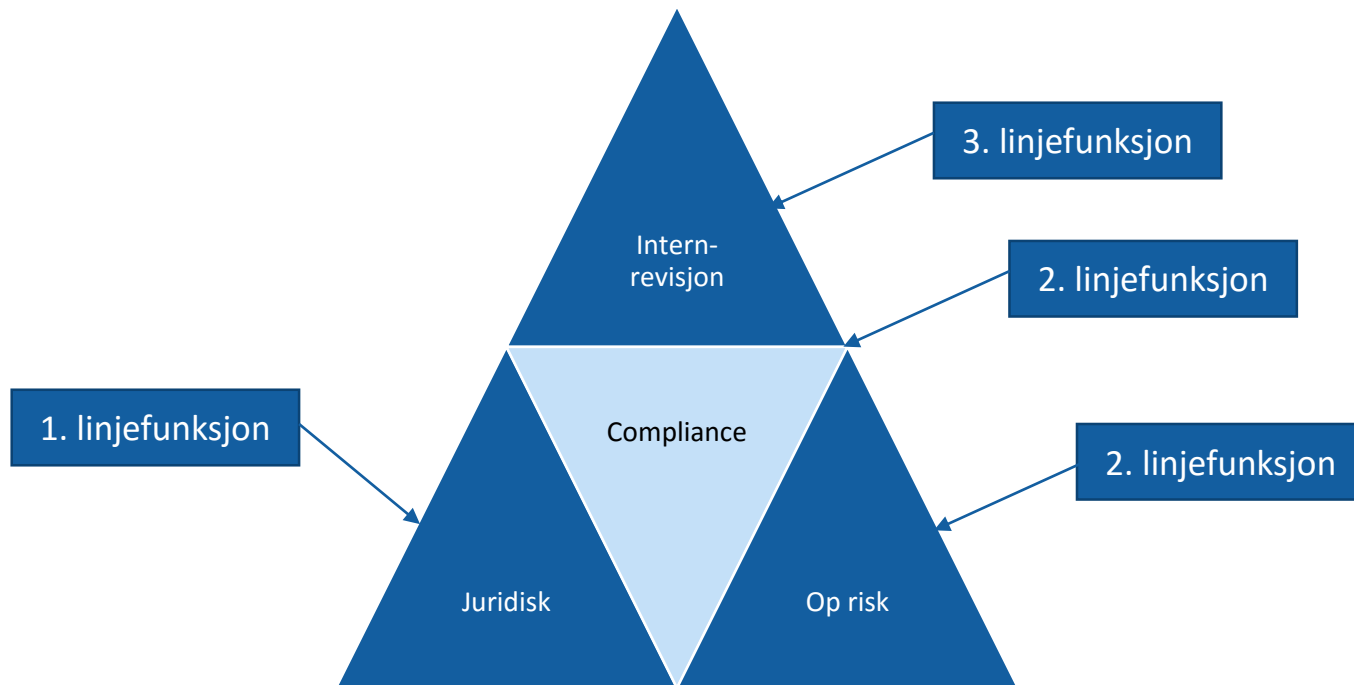 3. linjefunksjon
Intern-
revisjon
2. linjefunksjon
1. linjefunksjon
Compliance
2. linjefunksjon
Juridisk
Op risk